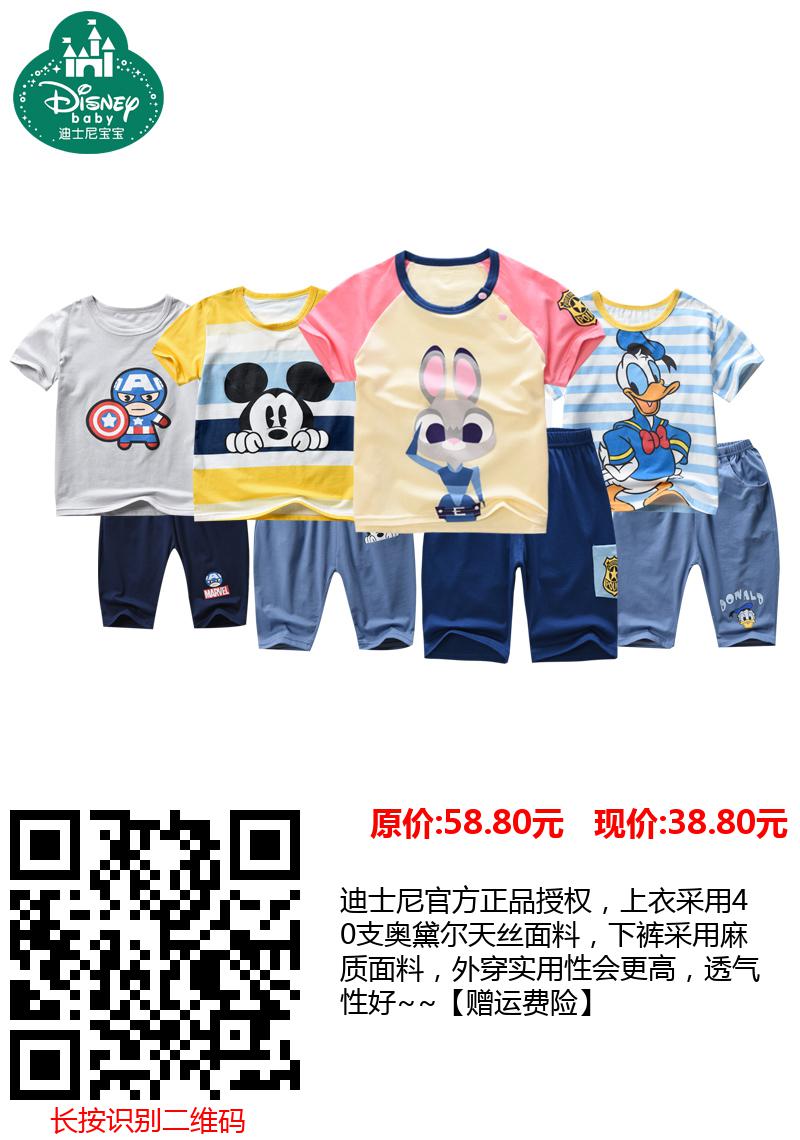 Disney
baby
迪士尼宝宝
MARVEL
DONALD
原价:58.80元 现价:38.80元
迪士尼官方正品授权，上衣采用4
0支奥黛尔天丝面料，下裤采用麻
质面料，外穿实用性会更高，透气
性好~~【赠运费险】
长按识别二维码